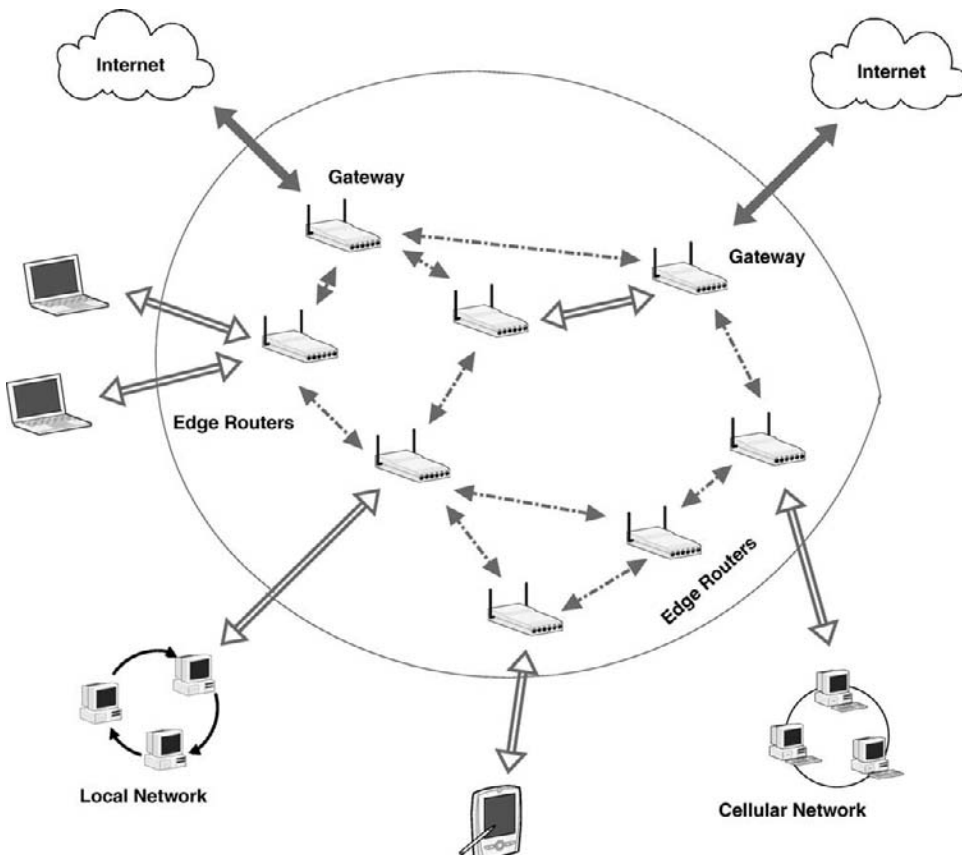 Internet
Internet
Gateway
Gateway
Edge Routers
Edge Routers
Local Network
Cellular Network